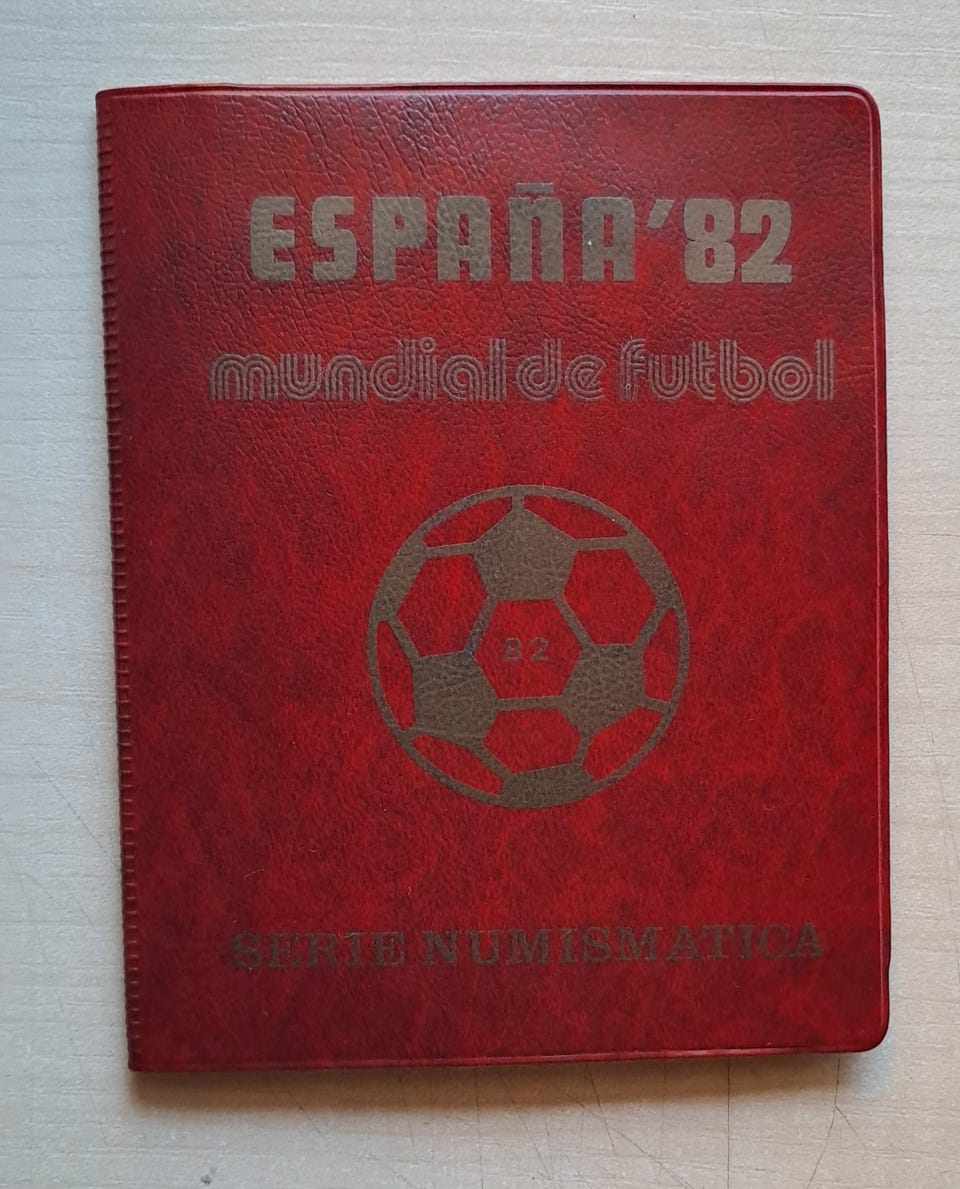 ESPAÑA'82
mundial de futbol
82
SERIE NUMISMATICA